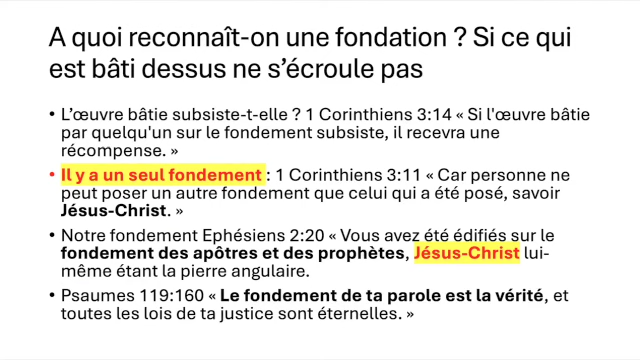 A quoi reconnaît-on une fondation ? Si ce qui
est bâti dessus ne s’écroule pas
• L’œuvre bâtie subsiste-t-elle ? 1 Corinthiens 3:14 « Si l'œuvre bâtie
par quelqu'un sur le fondement subsiste, il recevra une
récompense. »
• Il y a un seul fondement : 1 Corinthiens 3:11 « Car personne ne
peut poser un autre fondement que celui qui a été posé, savoir
Jésus-Christ. »
• Notre fondement Ephésiens 2:20 « Vous avez été édifiés sur le
fondement des apôtres et des prophètes, Jésus-Christ lui-
même étant la pierre angulaire.
• Psaumes 119:160 « Le fondement de ta parole est la vérité, et
toutes les lois de ta justice sont éternelles. »